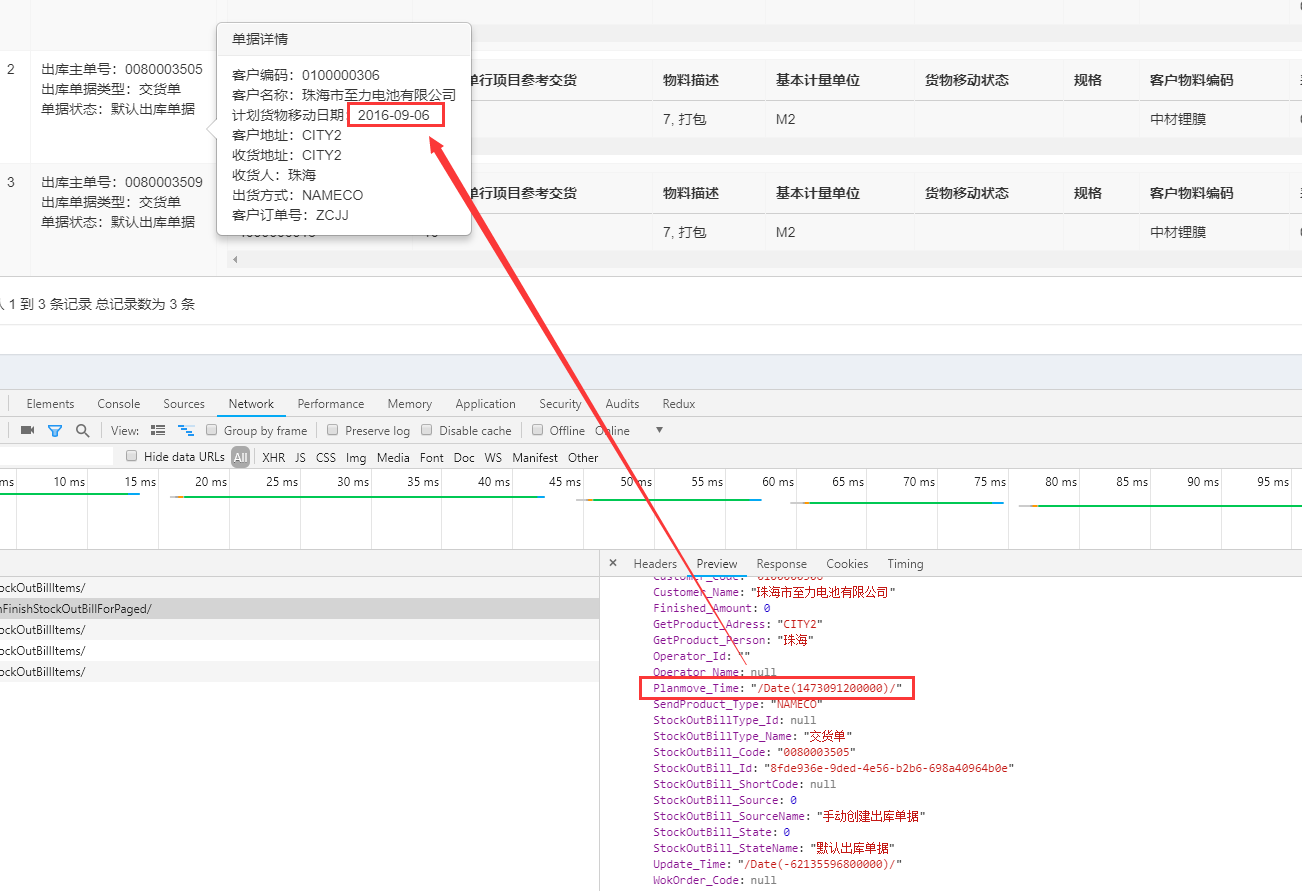 单据详情
2
出库主单号：0080003505
出库单据类型：交货单
单据状态：默认出库单据
客户编码：0100000306
客户名称：珠海市至力电池有限公司
计划货物移动日期：2016-09-06
客户地址：CITY2
收货地址：CITY2
收货人：珠海
出货方式：NAMECO
客户订单号：ZCJJ
单行项目参考交货 物料描述 基本计量单位 货物移动状态 规格 客户物料编码
7, 打包 M2 中材锂膜
3
出库主单号：0080003509
出库单据类型：交货单
单据状态：默认出库单据
单行项目参考交货 物料描述 基本计量单位 货物移动状态 规格 客户物料编码
7, 打包 M2 中材锂膜
1 到 3 条记录 总记录数为 3 条
Elements Console Sources Network Performance Memory Application Security Audits Redux
View: Group by frame Preserve log Disable cache Offline Online ▼
Hide data URLs All XHR JS CSS Img Media Font Doc WS Manifest Other
ms 10 ms 15 ms 20 ms 25 ms 30 ms 35 ms 40 ms 45 ms 50 ms 55 ms 60 ms 65 ms 70 ms 75 ms 80 ms 85 ms 90 ms 95 ms
× Headers Preview Response Cookies Timing
ockOutBillItems/
nFinishStockOutBillForPaged/
ockOutBillItems/
ockOutBillItems/
ockOutBillItems/
Customer_Code: "0100000306"
Customer_Name: "珠海市至力电池有限公司"
Finished_Amount: 0
GetProduct_Adress: "CITY2"
GetProduct_Person: "珠海"
Operator_Id: ""
Operator_Name: null
Planmove_Time: "/Date(1473091200000)/"
SendProduct_Type: "NAMECO"
StockOutBillType_Id: null
StockOutBillType_Name: "交货单"
StockOutBill_Code: "0080003505"
StockOutBill_Id: "8fde936e-9ded-4e56-b2b6-698a40964b0e"
StockOutBill_ShortCode: null
StockOutBill_Source: 0
StockOutBill_SourceName: "手动创建出库单据"
StockOutBill_State: 0
StockOutBill_StateName: "默认出库单据"
Update_Time: "/Date(-62135596800000)/"
WokOrder_Code: null